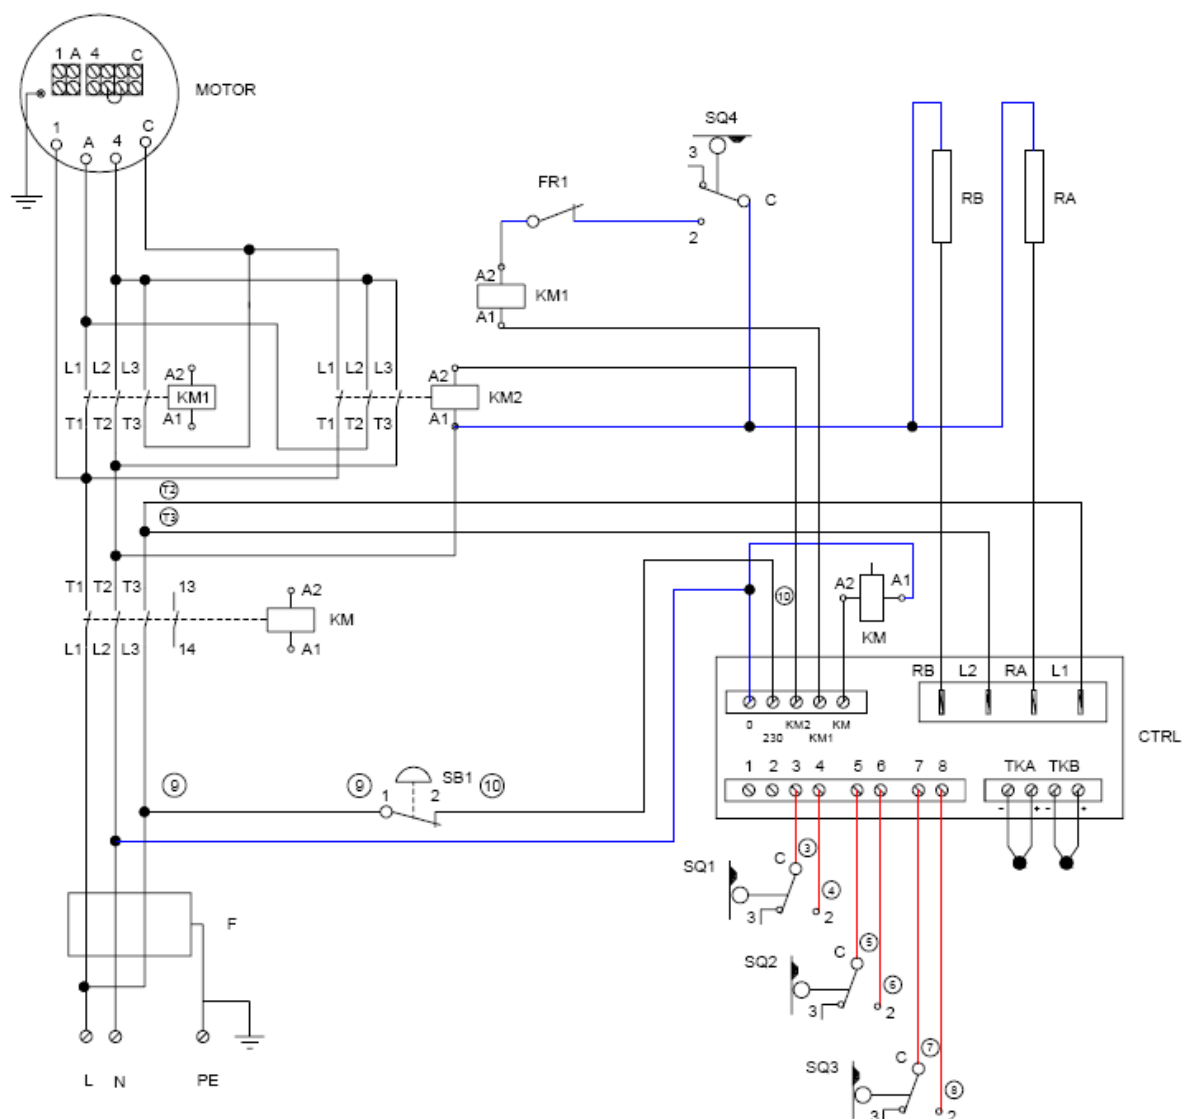 1 A 4 C
MOTOR
1 A 4 C
SQ4
3
C
2
FR1
A2
KM1
A1
RB
RA
L1 L2 L3
A2
KM1
A1
T1 T2 T3
L1 L2 L3
A2
KM2
A1
T1 T2 T3
T2
T3
T1 T2 T3 13
A2
KM
A1
L1 L2 L3 14
10
A2 A1
KM
RB L2 RA L1
0 230 KM2 KM1 KM
CTRL
1 2 3 4 5 6 7 8
TKA TKB
- + - +
9
9
1
SB1
2
10
F
L N PE
SQ1
C
3
4
3
2
SQ2
C
5
6
3
2
SQ3
C
7
8
3
2